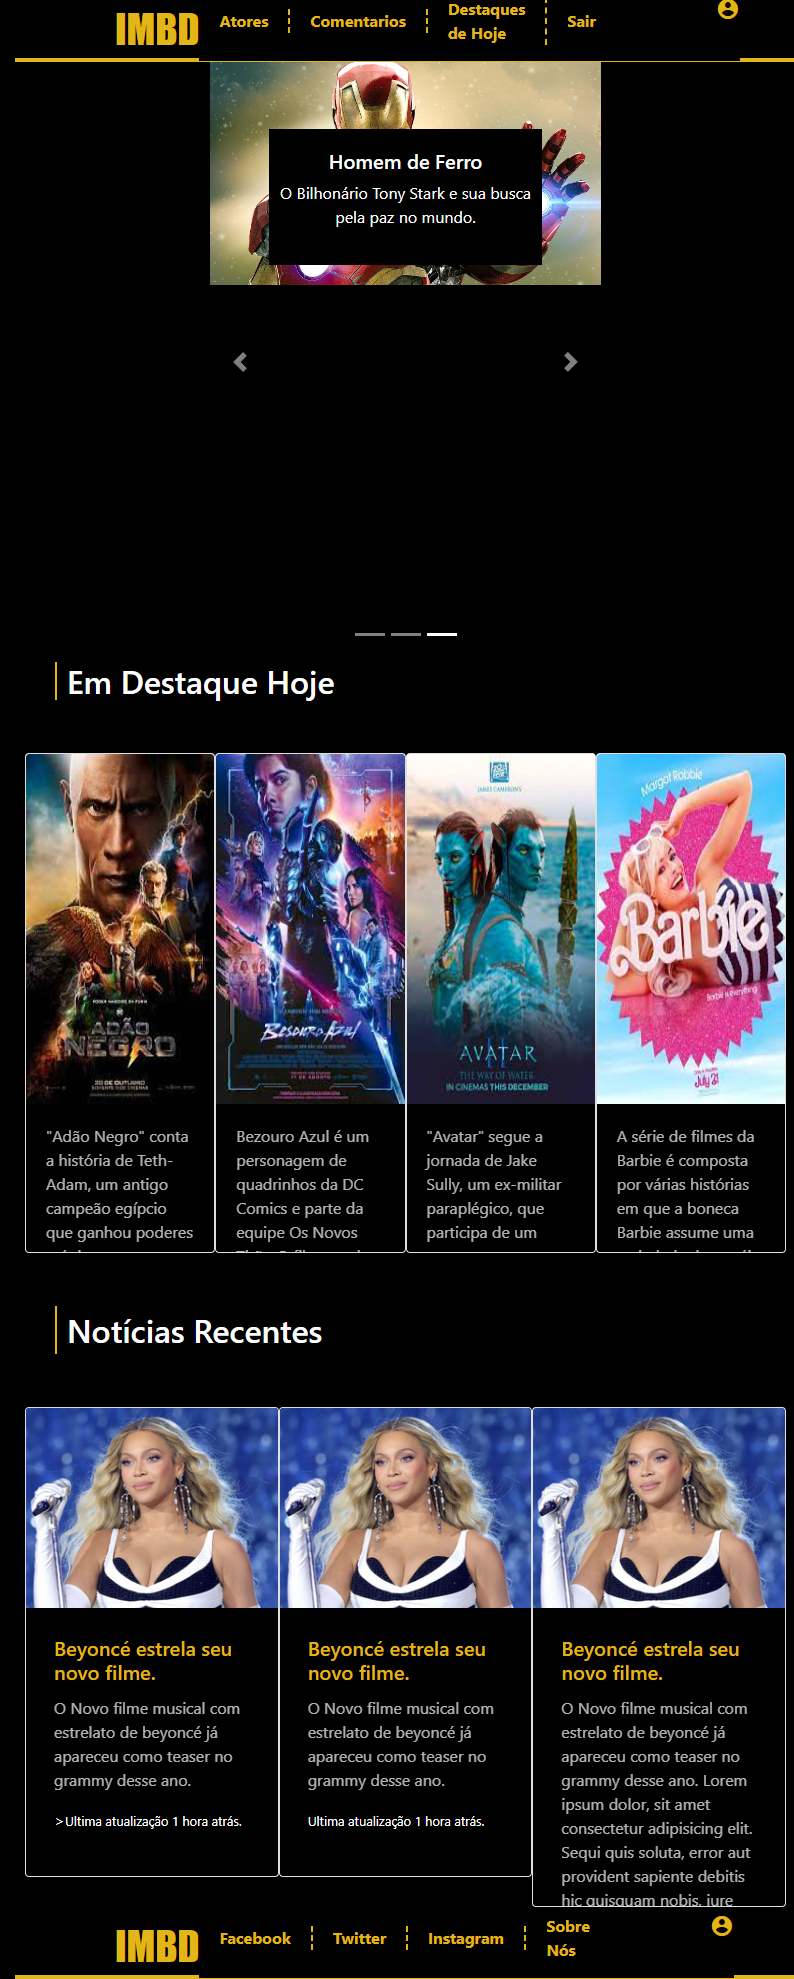 IMBD
Atores
Comentarios
Destaques
de Hoje
Sair
Homem de Ferro
O Bilhonário Tony Stark e sua busca
pela paz no mundo.
Em Destaque Hoje
ADÃO
NEGRO
20 DE OUTUBRO
BESOURO AZUL
17 DE AGOSTO
JAMES CAMERON'S
AVATAR
THE WAY OF WATER
IN CINEMAS THIS DECEMBER
Margot Robbie
Barbie
Barbie is everything.
July 21
"Adão Negro" conta
a história de Teth-
Adam, um antigo
campeão egípcio
que ganhou poderes
Bezouro Azul é um
personagem de
quadrinhos da DC
Comics e parte da
equipe Os Novos
"Avatar" segue a
jornada de Jake
Sully, um ex-militar
paraplégico, que
participa de um
A série de filmes da
Barbie é composta
por várias histórias
em que a boneca
Barbie assume uma
Notícias Recentes
Beyoncé estrela seu
novo filme.
O Novo filme musical com
estrelato de beyoncé já
apareceu como teaser no
grammy desse ano.
>Ultima atualização 1 hora atrás.
Beyoncé estrela seu
novo filme.
O Novo filme musical com
estrelato de beyoncé já
apareceu como teaser no
grammy desse ano.
Ultima atualização 1 hora atrás.
Beyoncé estrela seu
novo filme.
O Novo filme musical com
estrelato de beyoncé já
apareceu como teaser no
grammy desse ano. Lorem
ipsum dolor, sit amet
consectetur adipisicing elit.
Sequi quis soluta, error aut
provident sapiente debitis
hic quisquam nobis, iure
IMBD
Facebook
Twitter
Instagram
Sobre
Nós